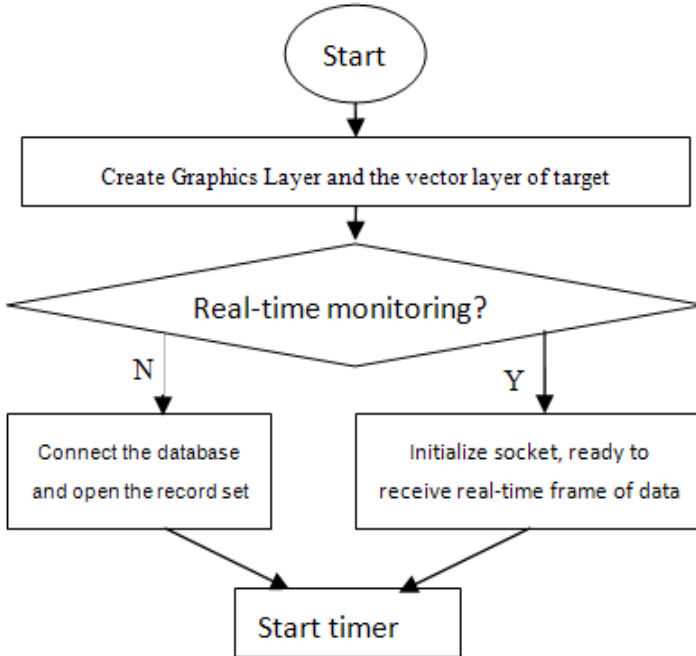 Start
Create Graphics Layer and the vector layer of target
Real-time monitoring?
N
Y
Connect the database
and open the record set
Initialize socket, ready to
receive real-time frame of data
Start timer